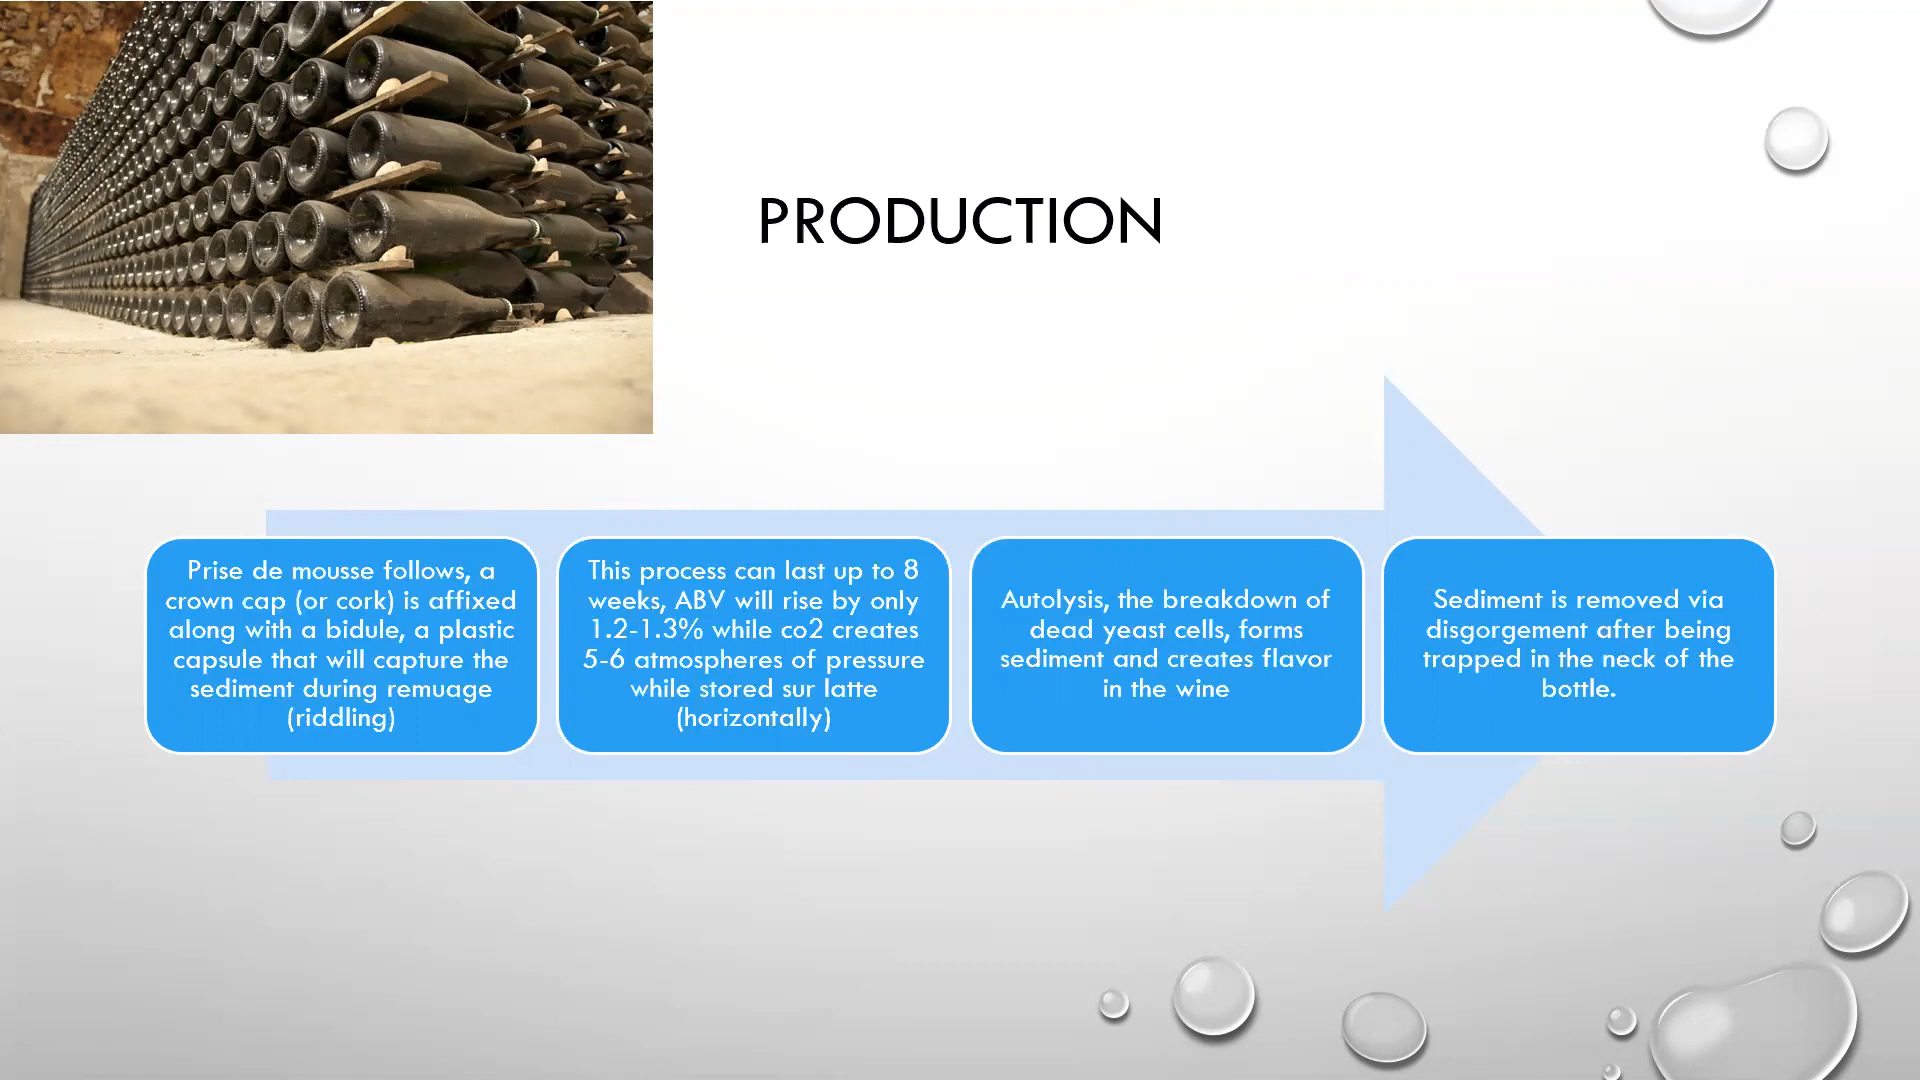 PRODUCTION
Prise de mousse follows, a
crown cap (or cork) is affixed
along with a bidule, a plastic
capsule that will capture the
sediment during remuage
(riddling)
This process can last up to 8
weeks, ABV will rise by only
1.2-1.3% while co2 creates
5-6 atmospheres of pressure
while stored sur latte
(horizontally)
Autolysis, the breakdown of
dead yeast cells, forms
sediment and creates flavor
in the wine
Sediment is removed via
disgorgement after being
trapped in the neck of the
bottle.